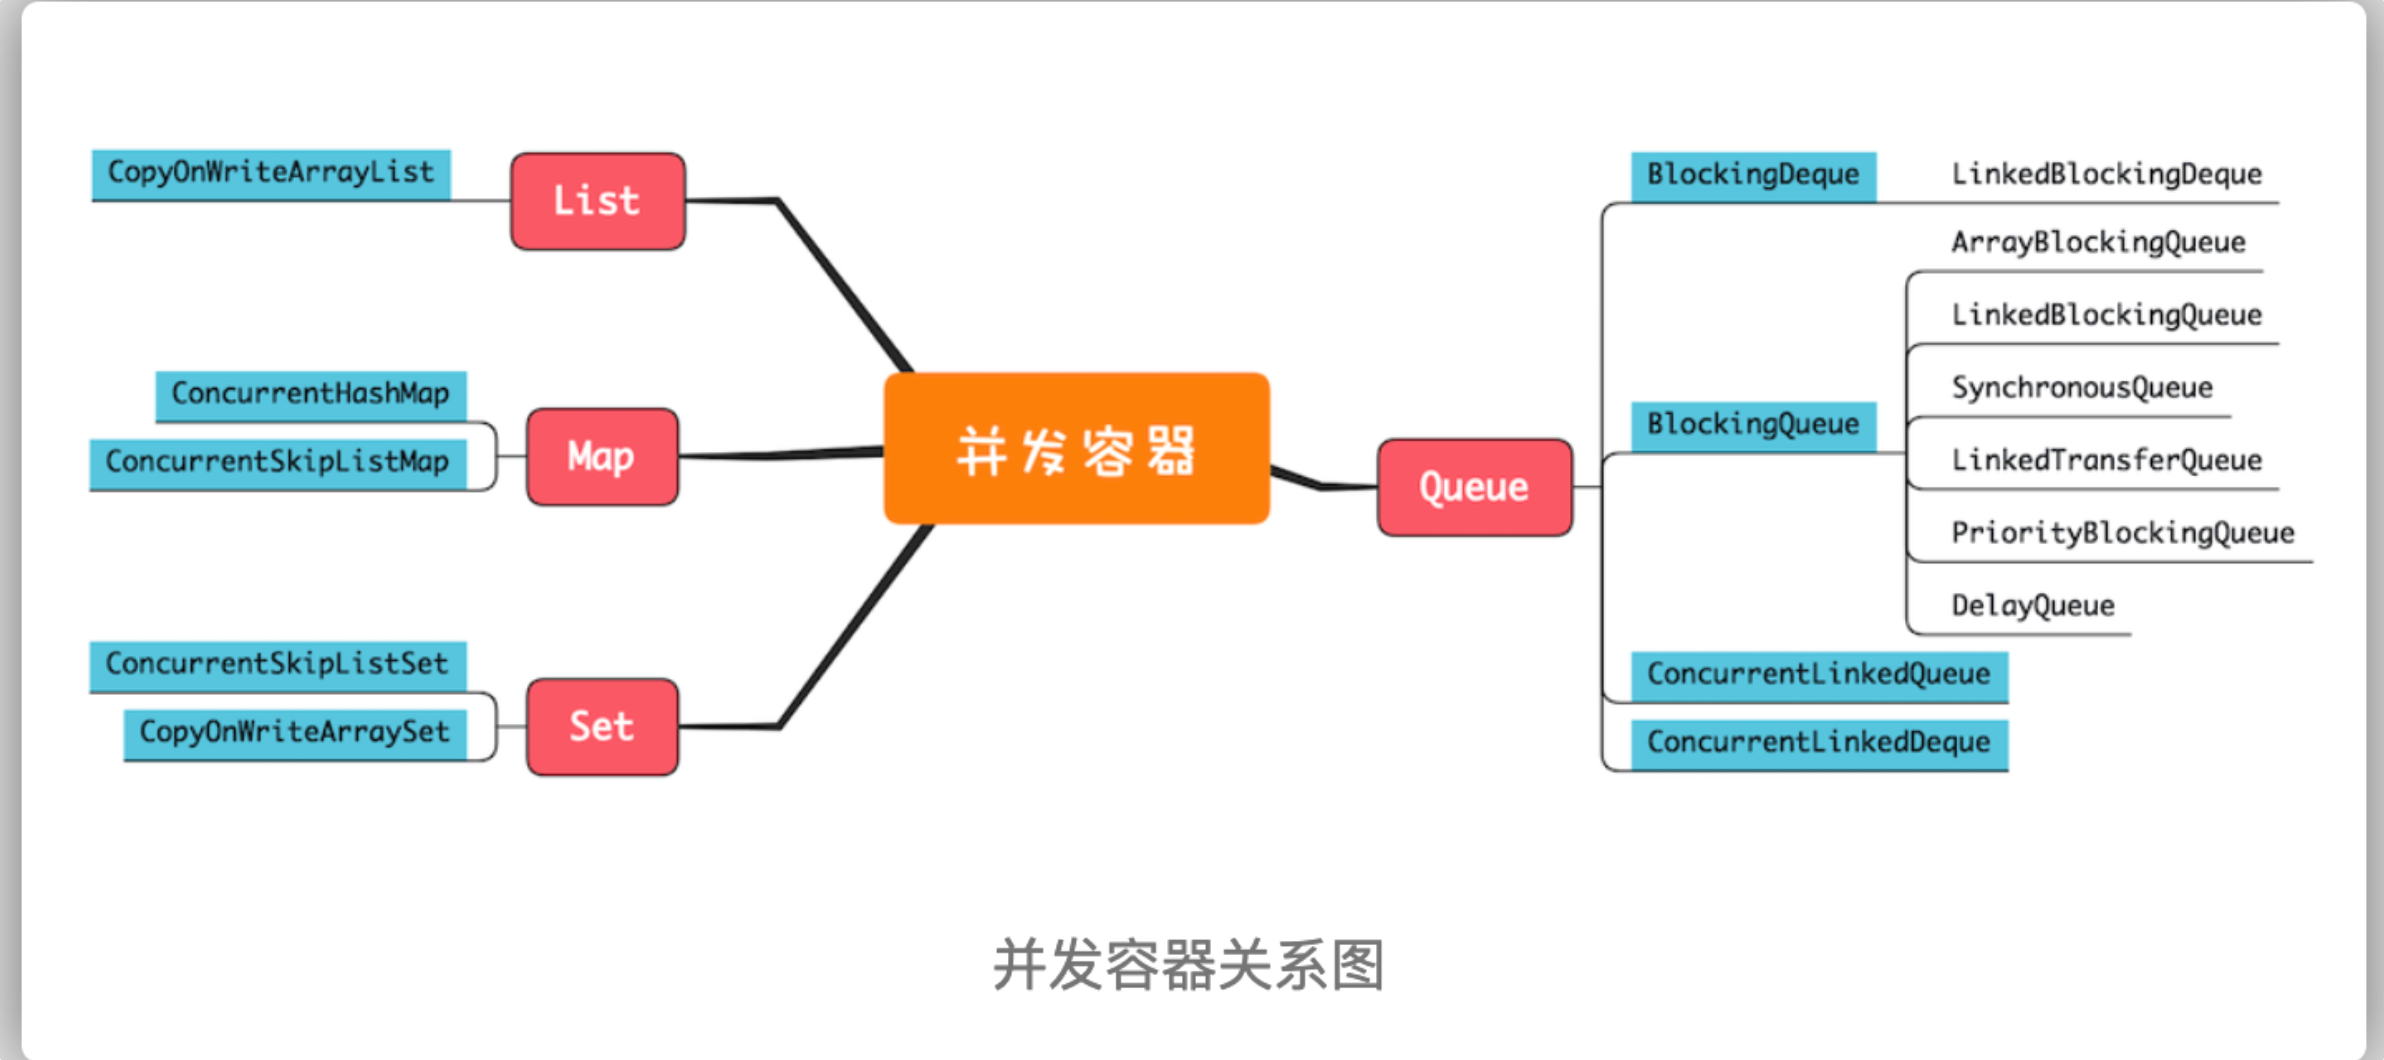 CopyOnWriteArrayList
List
ConcurrentHashMap
ConcurrentSkipListMap
Map
ConcurrentSkipListSet
CopyOnWriteArraySet
Set
并发容器
Queue
BlockingDeque
LinkedBlockingDeque
BlockingQueue
ArrayBlockingQueue
LinkedBlockingQueue
SynchronousQueue
LinkedTransferQueue
PriorityBlockingQueue
DelayQueue
ConcurrentLinkedQueue
ConcurrentLinkedDeque
并发容器关系图